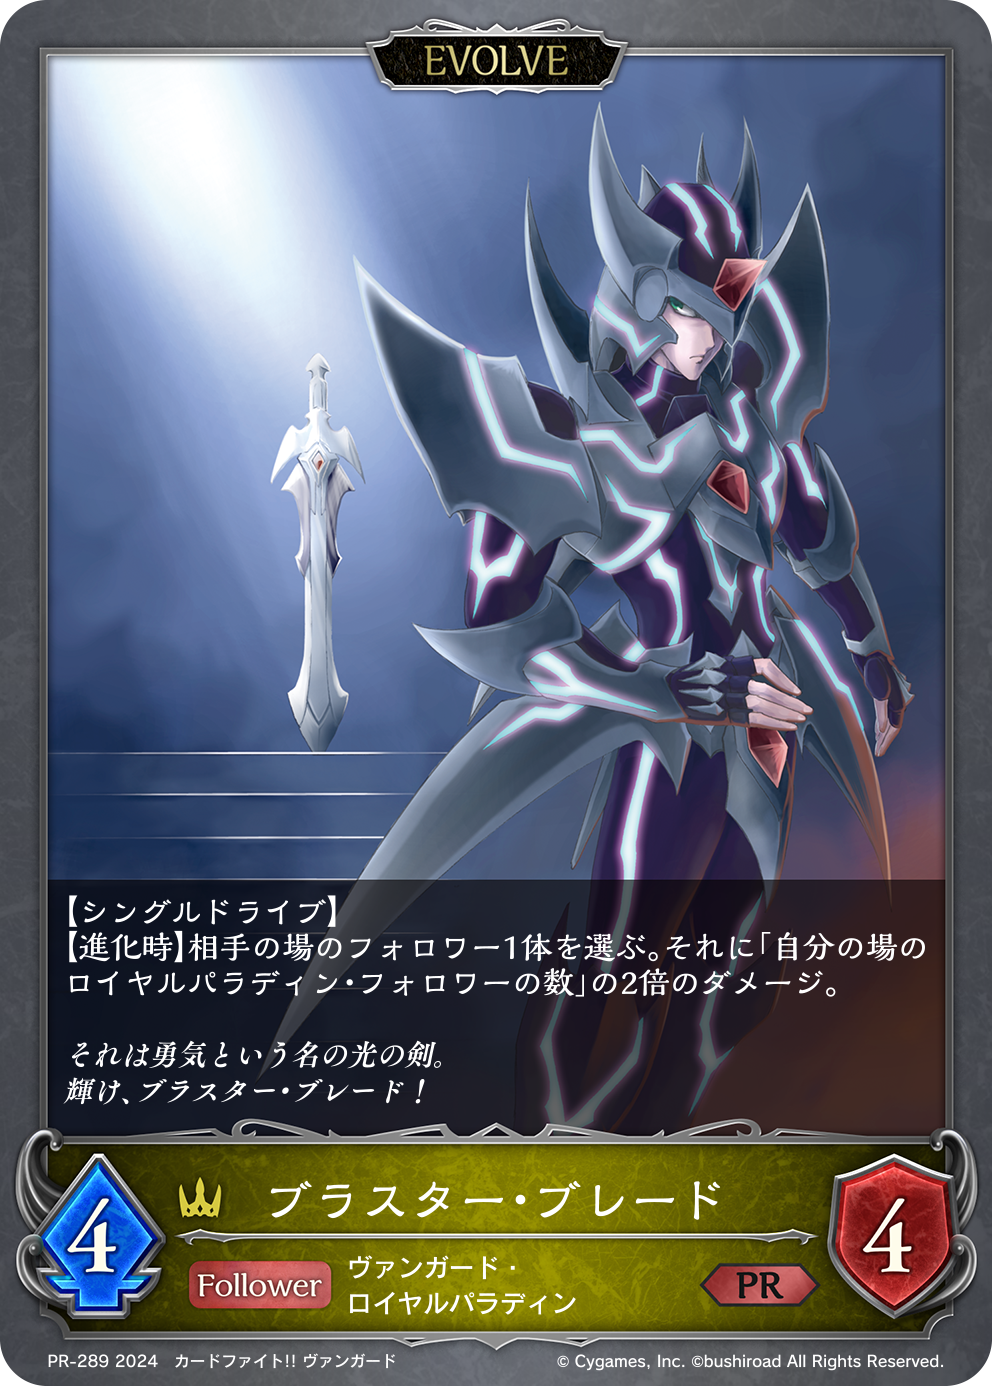 EVOLVE
【シングルドライブ】
【進化時】相手の場のフォロワー1体を選ぶ。それに「自分の場の
ロイヤルパラディン・フォロワーの数」の2倍のダメージ。
それは勇気という名の光の剣。
輝け、ブラスター・ブレード！
ブラスター・ブレード
4
4
Follower
ヴァンガード・
ロイヤルパラディン
PR
PR-289 2024 カードファイト!! ヴァンガード
© Cygames, Inc. ©bushiroad All Rights Reserved.